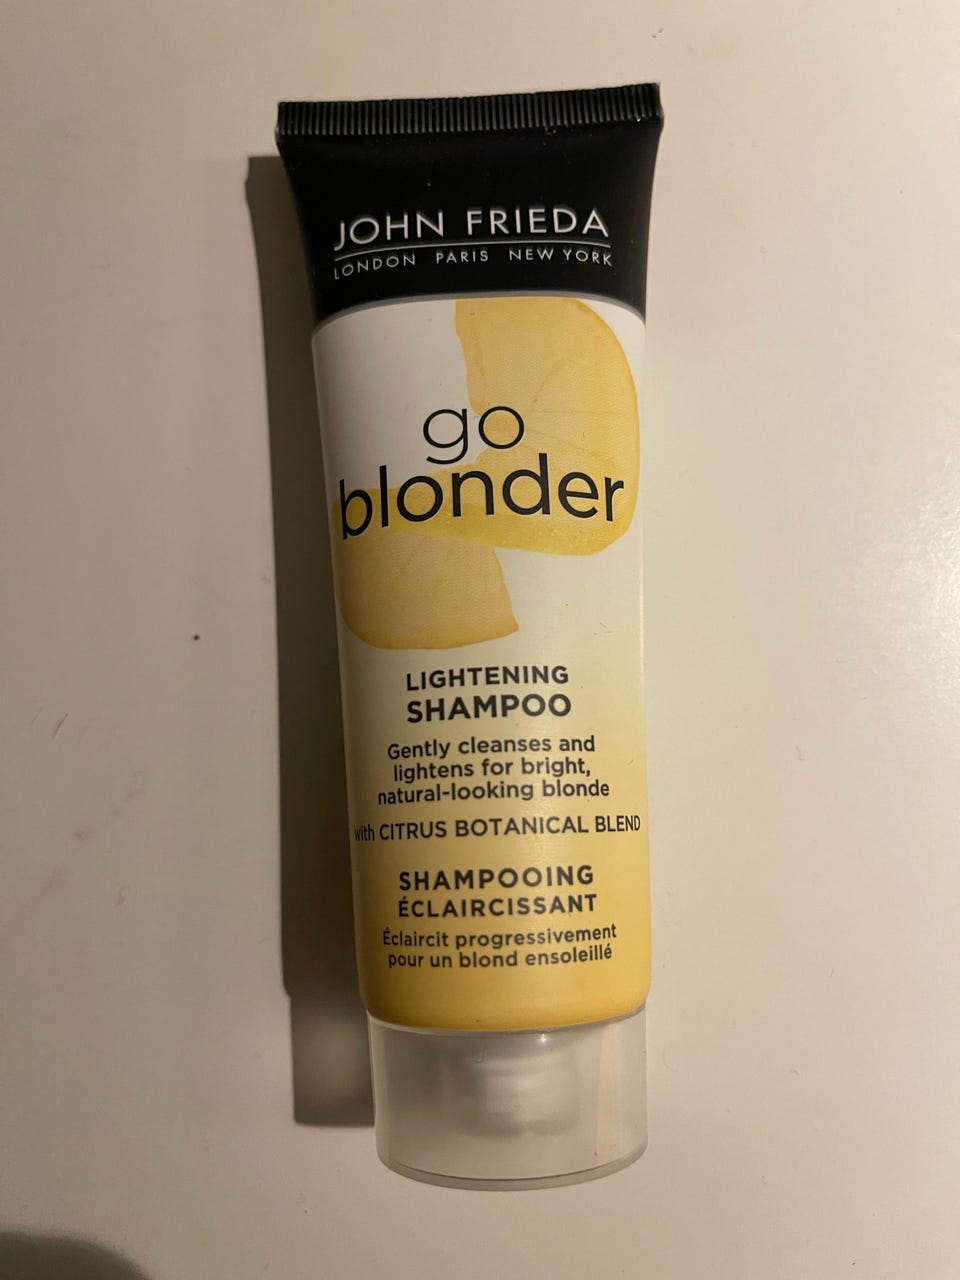 JOHN FRIEDA
LONDON PARIS NEW YORK
go
blonder
LIGHTENING
SHAMPOO
Gently cleanses and
lightens for bright,
natural-looking blonde
with CITRUS BOTANICAL BLEND
SHAMPOOING
ÉCLAIRCISSANT
Éclaircit progressivement
pour un blond ensoleillé